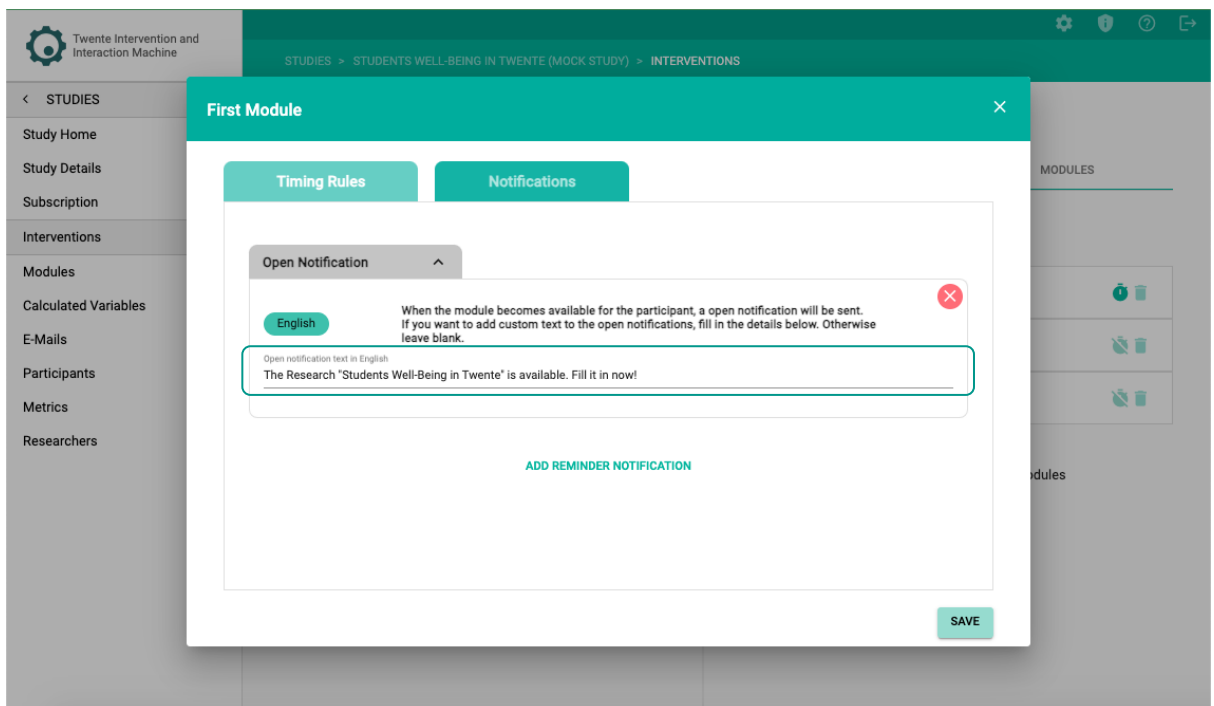 Twente Intervention and
Interaction Machine
STUDIES > STUDENTS WELL-BEING IN TWENTE (MOCK STUDY) > INTERVENTIONS
< STUDIES
Study Home
Study Details
Subscription
Interventions
Modules
Calculated Variables
E-Mails
Participants
Metrics
Researchers
First Module
Timing Rules
Notifications
MODULES
Open Notification
English
When the module becomes available for the participant, a open notification will be sent.
If you want to add custom text to the open notifications, fill in the details below. Otherwise
leave blank.
Open notification text in English
The Research "Students Well-Being in Twente" is available. Fill it in now!
ADD REMINDER NOTIFICATION
SAVE